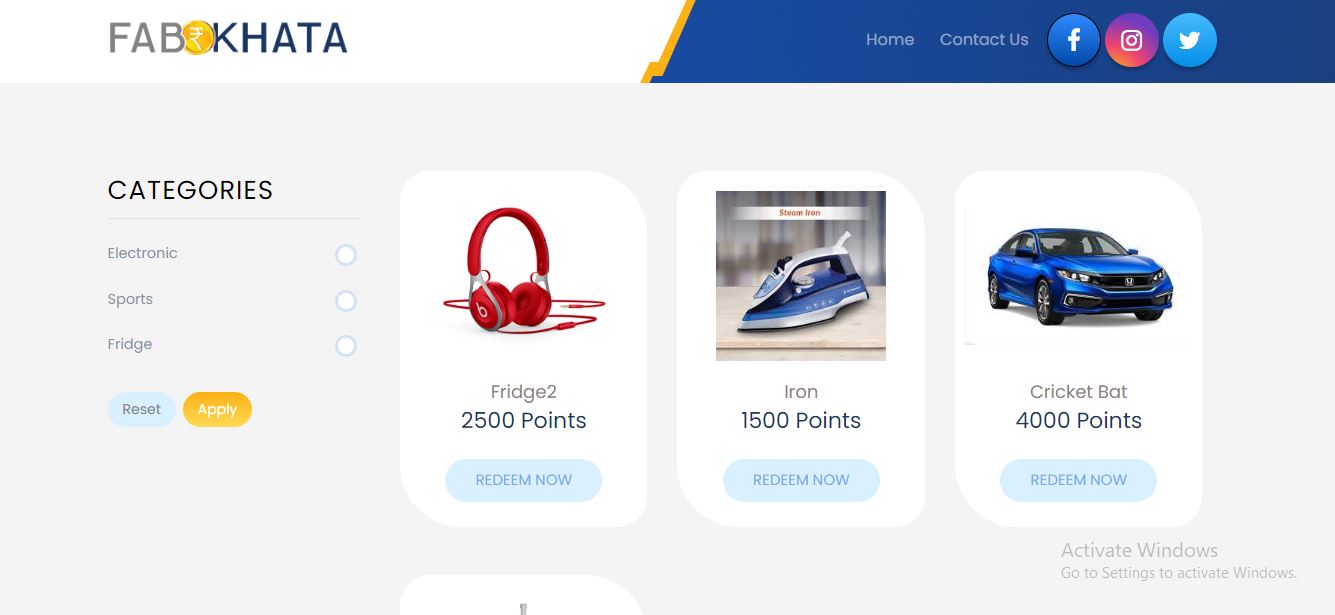 FAB₹KHATA
Home
Contact Us
CATEGORIES
Electronic
Sports
Fridge
Reset
Apply
Fridge2
2500 Points
REDEEM NOW
Steam Iron
Iron
1500 Points
REDEEM NOW
Cricket Bat
4000 Points
REDEEM NOW
Activate Windows
Go to Settings to activate Windows.